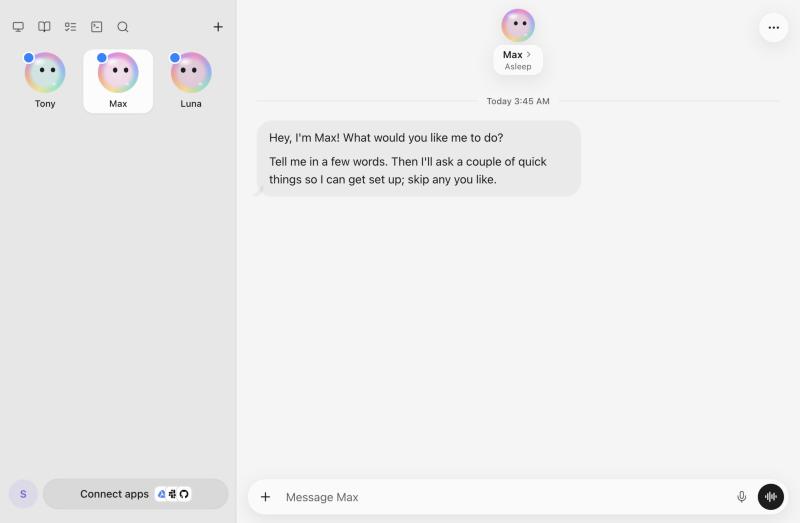 Tony
Max
Luna
Max
Asleep
Today 3:45 AM
Hey, I'm Max! What would you like me to do?
Tell me in a few words. Then I'll ask a couple of quick
things so I can get set up; skip any you like.
S
Connect apps
Message Max